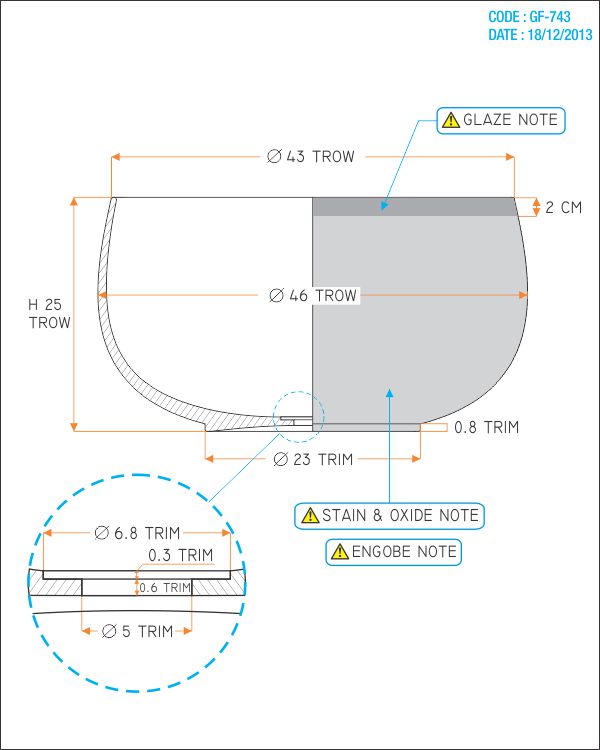 CODE : GF-743
DATE : 18/12/2013
GLAZE NOTE
Ø 43 TROW
2 CM
Ø 46 TROW
H 25
TROW
0.8 TRIM
Ø 23 TRIM
STAIN & OXIDE NOTE
Ø 6.8 TRIM
ENGOBE NOTE
0.3 TRIM
0.6 TRIM
Ø 5 TRIM